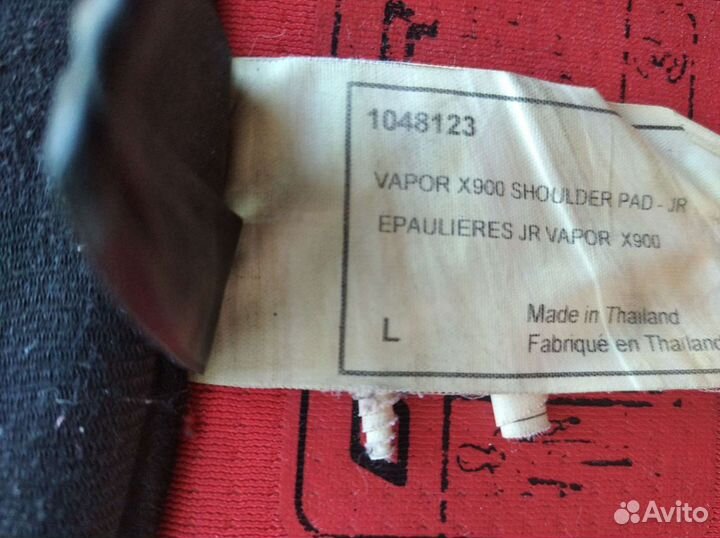 1048123
VAPOR X900 SHOULDER PAD - JR
EPAULIERES JR VAPOR X900
L
Made in Thailand
Fabriqué en Thailand
Avito